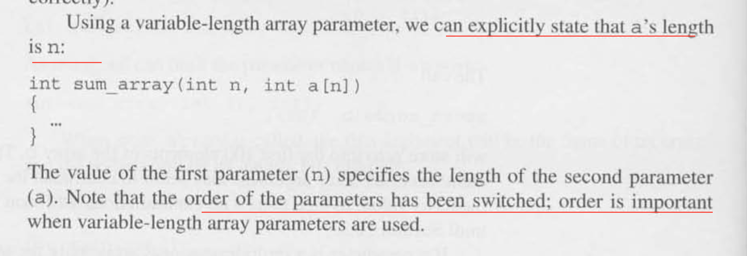 Using a variable-length array parameter, we can explicitly state that a's length
is n:
int sum_array(int n, int a[n])
{
  …
}
The value of the first parameter (n) specifies the length of the second parameter
(a). Note that the order of the parameters has been switched; order is important
when variable-length array parameters are used.